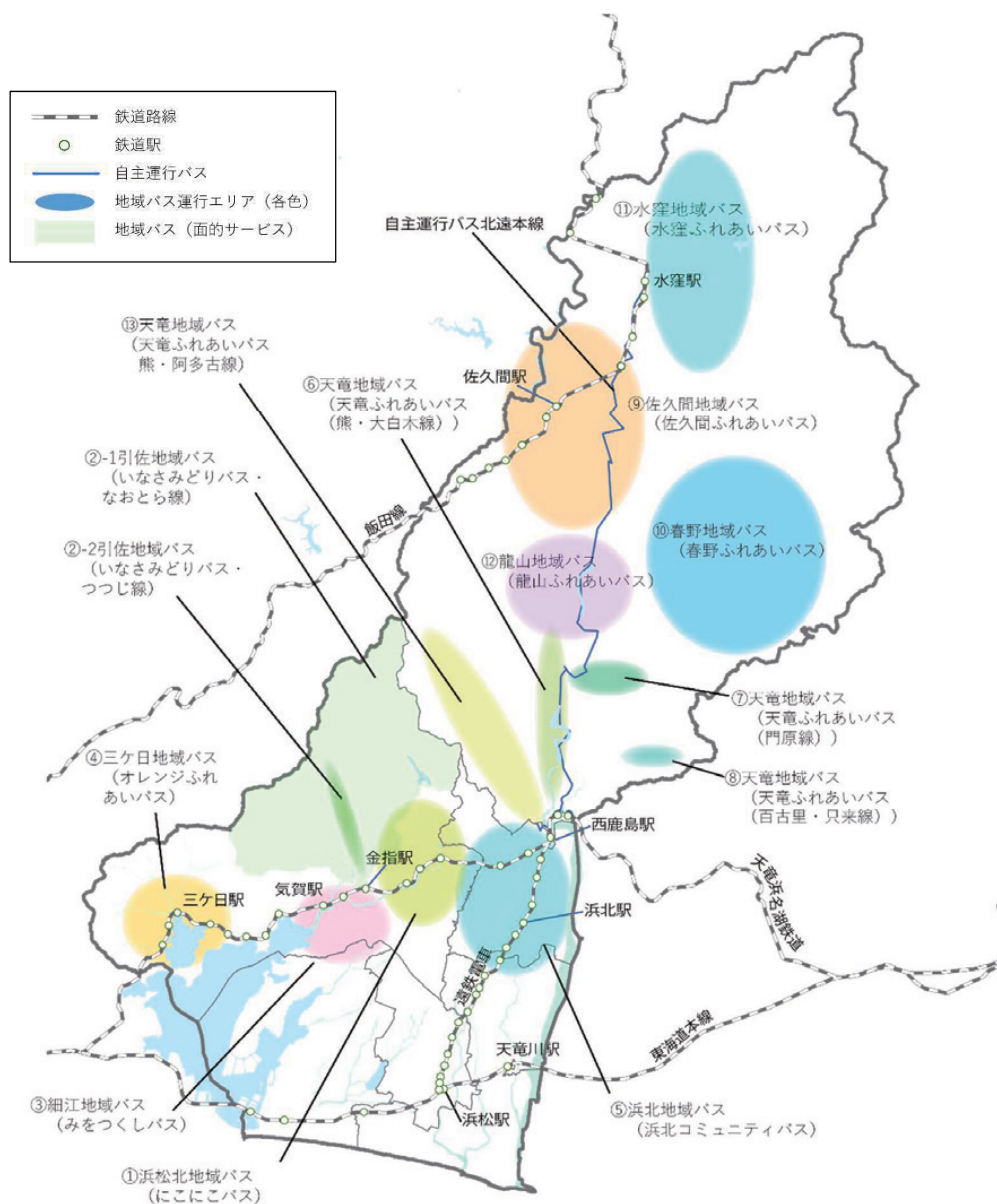 鉄道路線
鉄道駅
自主運行バス
地域バス運行エリア（各色）
地域バス（面的サービス）
⑪水窪地域バス
（水窪ふれあいバス）
自主運行バス北遠本線
水窪駅
⑬天竜地域バス
（天竜ふれあいバス
熊・阿多古線）
佐久間駅
⑥天竜地域バス
（天竜ふれあいバス
（熊・大白木線））
⑨佐久間地域バス
（佐久間ふれあいバス）
②-1引佐地域バス
（いなさみどりバス・
なおとら線）
飯田線
⑩春野地域バス
（春野ふれあいバス）
②-2引佐地域バス
（いなさみどりバス・
つつじ線）
⑫龍山地域バス
（龍山ふれあいバス）
⑦天竜地域バス
（天竜ふれあいバス
（門原線））
④三ケ日地域バス
（オレンジふれ
あいバス）
⑧天竜地域バス
（天竜ふれあいバス
（百古里・只来線））
西鹿島駅
金指駅
気賀駅
三ケ日駅
浜北駅
天竜浜名湖鉄道
遠鉄電車
天竜川駅
東海道本線
③細江地域バス
（みをつくしバス）
浜松駅
⑤浜北地域バス
（浜北コミュニティバス）
①浜松北地域バス
（にこにこバス）